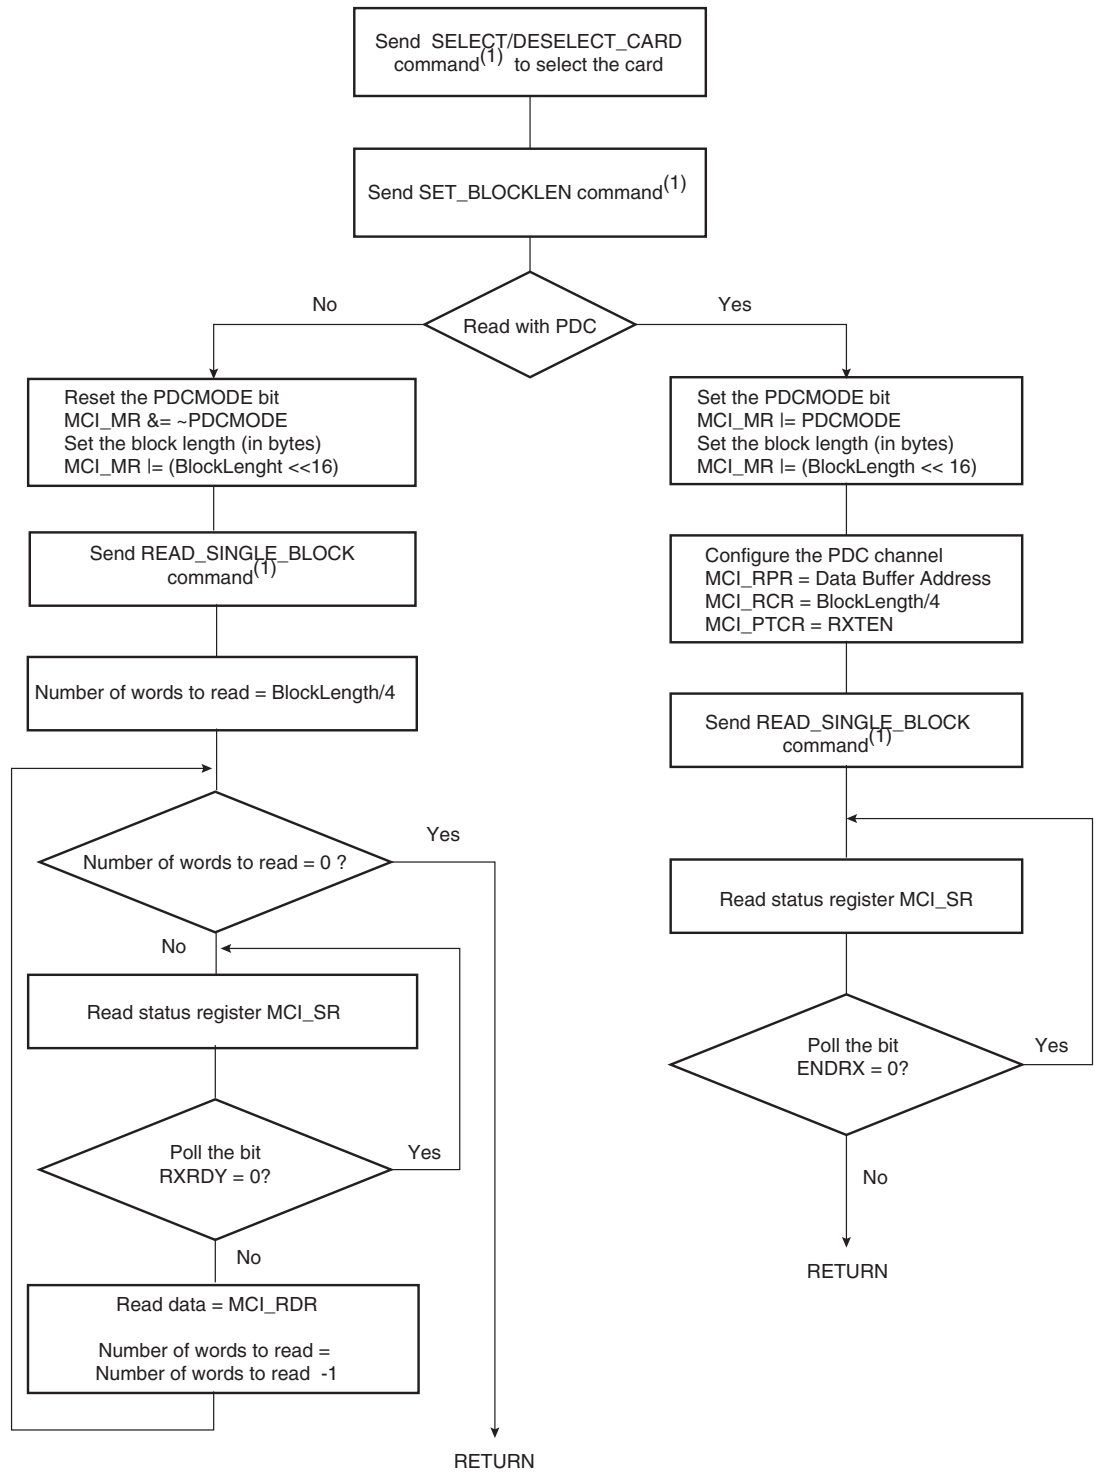 Send SELECT/DESELECT_CARD
command(1) to select the card
Send SET_BLOCKLEN command(1)
Read with PDC
No
Yes
Reset the PDCMODE bit
MCI_MR &= ~PDCMODE
Set the block length (in bytes)
MCI_MR |= (BlockLenght <<16)
Send READ_SINGLE_BLOCK
command(1)
Number of words to read = BlockLength/4
Number of words to read = 0 ?
Yes
No
Read status register MCI_SR
Poll the bit
RXRDY = 0?
Yes
No
Read data = MCI_RDR
Number of words to read =
Number of words to read -1
RETURN
Set the PDCMODE bit
MCI_MR |= PDCMODE
Set the block length (in bytes)
MCI_MR |= (BlockLength << 16)
Configure the PDC channel
MCI_RPR = Data Buffer Address
MCI_RCR = BlockLength/4
MCI_PTCR = RXTEN
Send READ_SINGLE_BLOCK
command(1)
Read status register MCI_SR
Poll the bit
ENDRX = 0?
Yes
No
RETURN